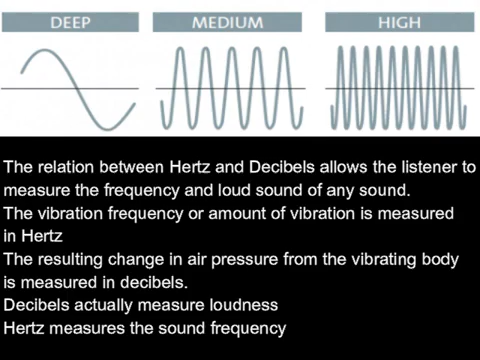 DEEP MEDIUM HIGH
The relation between Hertz and Decibels allows the listener to
measure the frequency and loud sound of any sound.
The vibration frequency or amount of vibration is measured
in Hertz
The resulting change in air pressure from the vibrating body
is measured in decibels.
Decibels actually measure loudness
Hertz measures the sound frequency